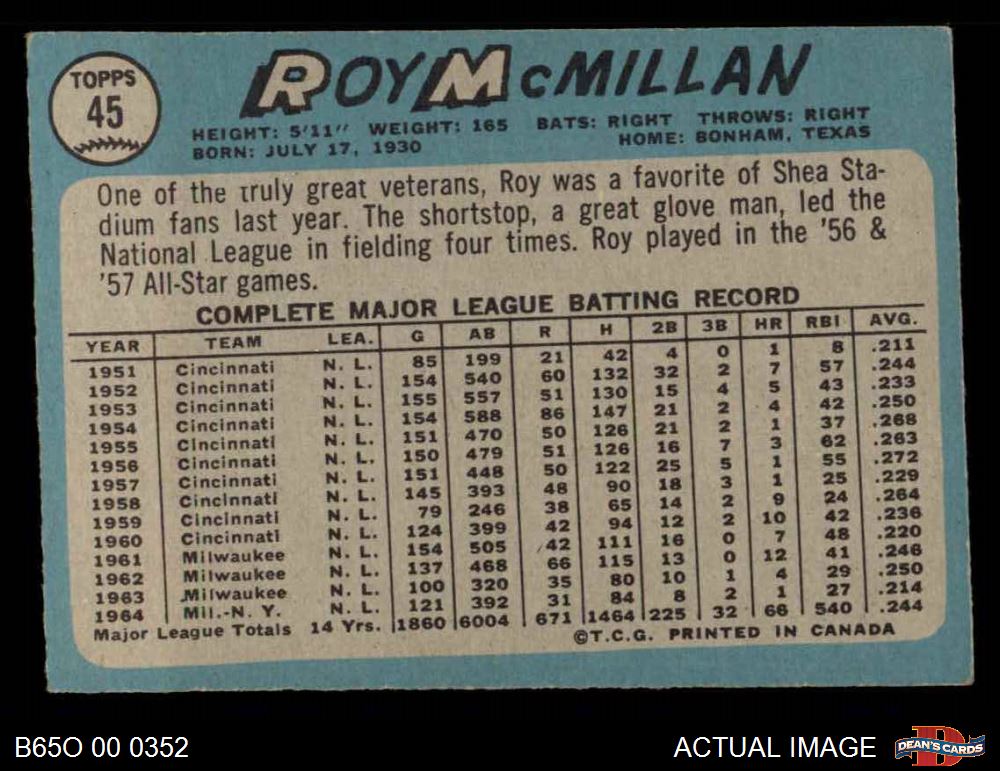 TOPPS
45
ROY McMILLAN
HEIGHT: 5'11" WEIGHT: 165 BATS: RIGHT THROWS: RIGHT
BORN: JULY 17, 1930 HOME: BONHAM, TEXAS
One of the truly great veterans, Roy was a favorite of Shea Sta-
dium fans last year. The shortstop, a great glove man, led the
National League in fielding four times. Roy played in the '56 &
'57 All-Star games.
COMPLETE MAJOR LEAGUE BATTING RECORD
YEAR TEAM LEA. G AB R H 2B 3B HR RBI AVG.
1951 Cincinnati N. L. 85 199 21 42 4 0 1 8 .211
1952 Cincinnati N. L. 154 540 60 132 32 2 7 57 .244
1953 Cincinnati N. L. 155 557 51 130 15 4 5 43 .233
1954 Cincinnati N. L. 154 588 86 147 21 2 4 42 .250
1955 Cincinnati N. L. 151 470 50 126 21 2 1 37 .268
1956 Cincinnati N. L. 150 479 51 126 16 7 3 62 .263
1957 Cincinnati N. L. 151 448 50 122 25 5 1 55 .272
1958 Cincinnati N. L. 145 393 48 90 18 3 1 25 .229
1959 Cincinnati N. L. 79 246 38 65 14 2 9 24 .264
1960 Cincinnati N. L. 124 399 42 94 12 2 10 42 .236
1961 Milwaukee N. L. 154 505 42 111 16 0 7 48 .220
1962 Milwaukee N. L. 137 468 66 115 13 0 12 41 .246
1963 Milwaukee N. L. 100 320 35 80 10 1 4 29 .250
1964 Mil.-N. Y. N. L. 121 392 31 84 8 2 1 27 .214
Major League Totals 14 Yrs. 1860 6004 671 1464 225 32 66 540 .244
©T.C.G. PRINTED IN CANADA
B65O 00 0352
ACTUAL IMAGE
DEAN'S CARDS